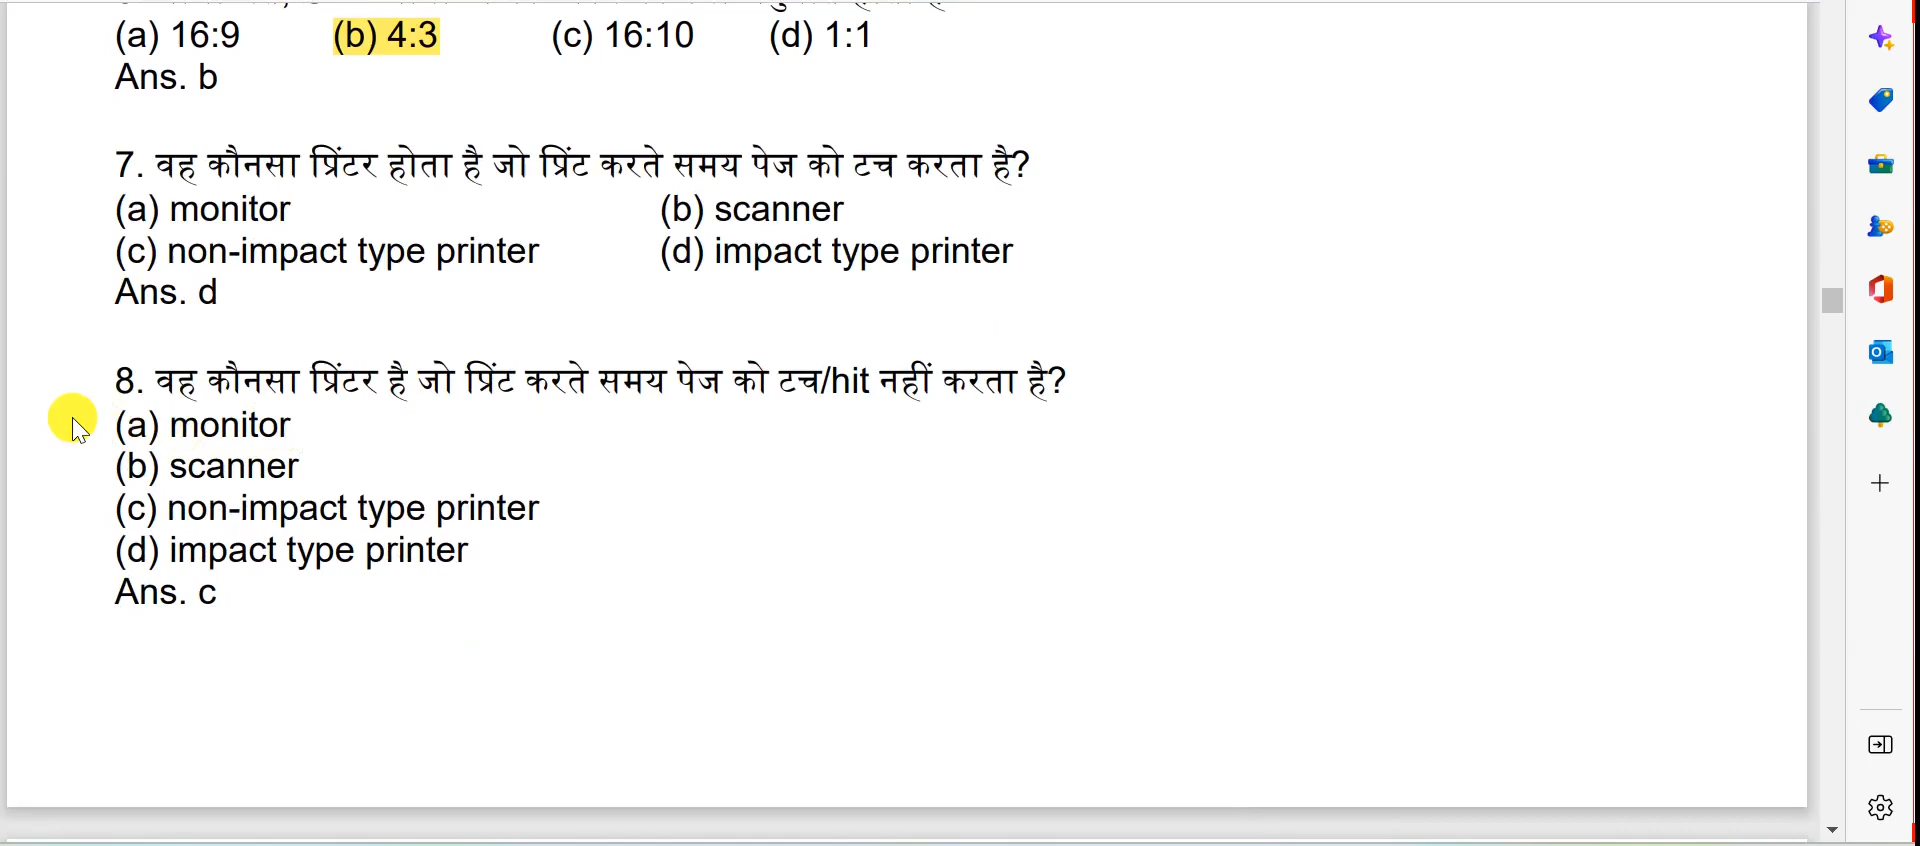 (a) 16:9 (b) 4:3 (c) 16:10 (d) 1:1
Ans. b
7. वह कौनसा प्रिंटर होता है जो प्रिंट करते समय पेज को टच करता है?
(a) monitor (b) scanner
(c) non-impact type printer (d) impact type printer
Ans. d
8. वह कौनसा प्रिंटर है जो प्रिंट करते समय पेज को टच/hit नहीं करता है?
(a) monitor
(b) scanner
(c) non-impact type printer
(d) impact type printer
Ans. c